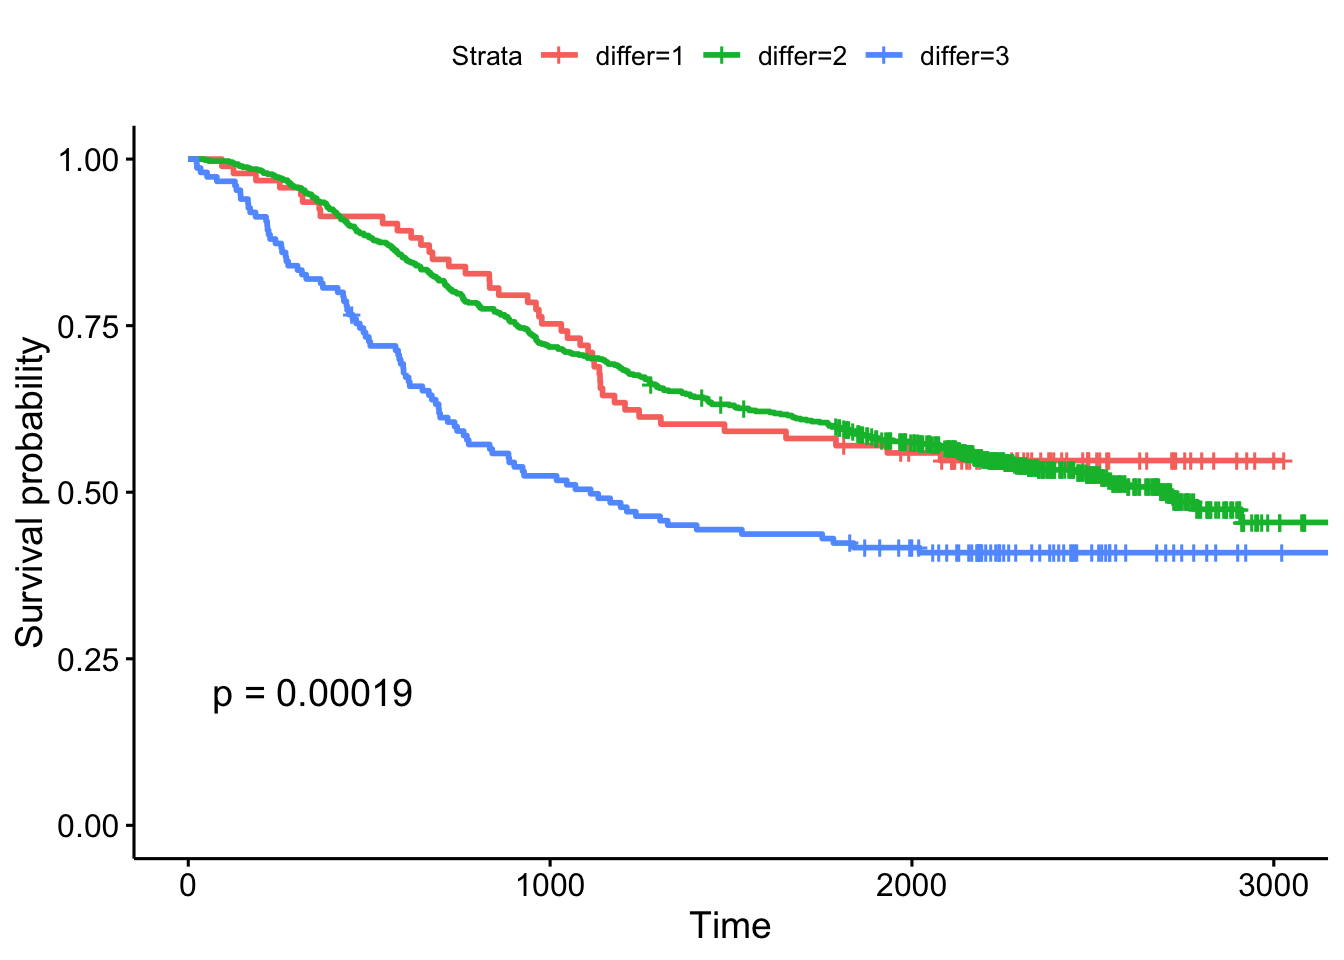 Strata differ=1 differ=2 differ=3
1.00
0.75
0.50
0.25
0.00
Survival probability
p = 0.00019
0 1000 2000 3000
Time